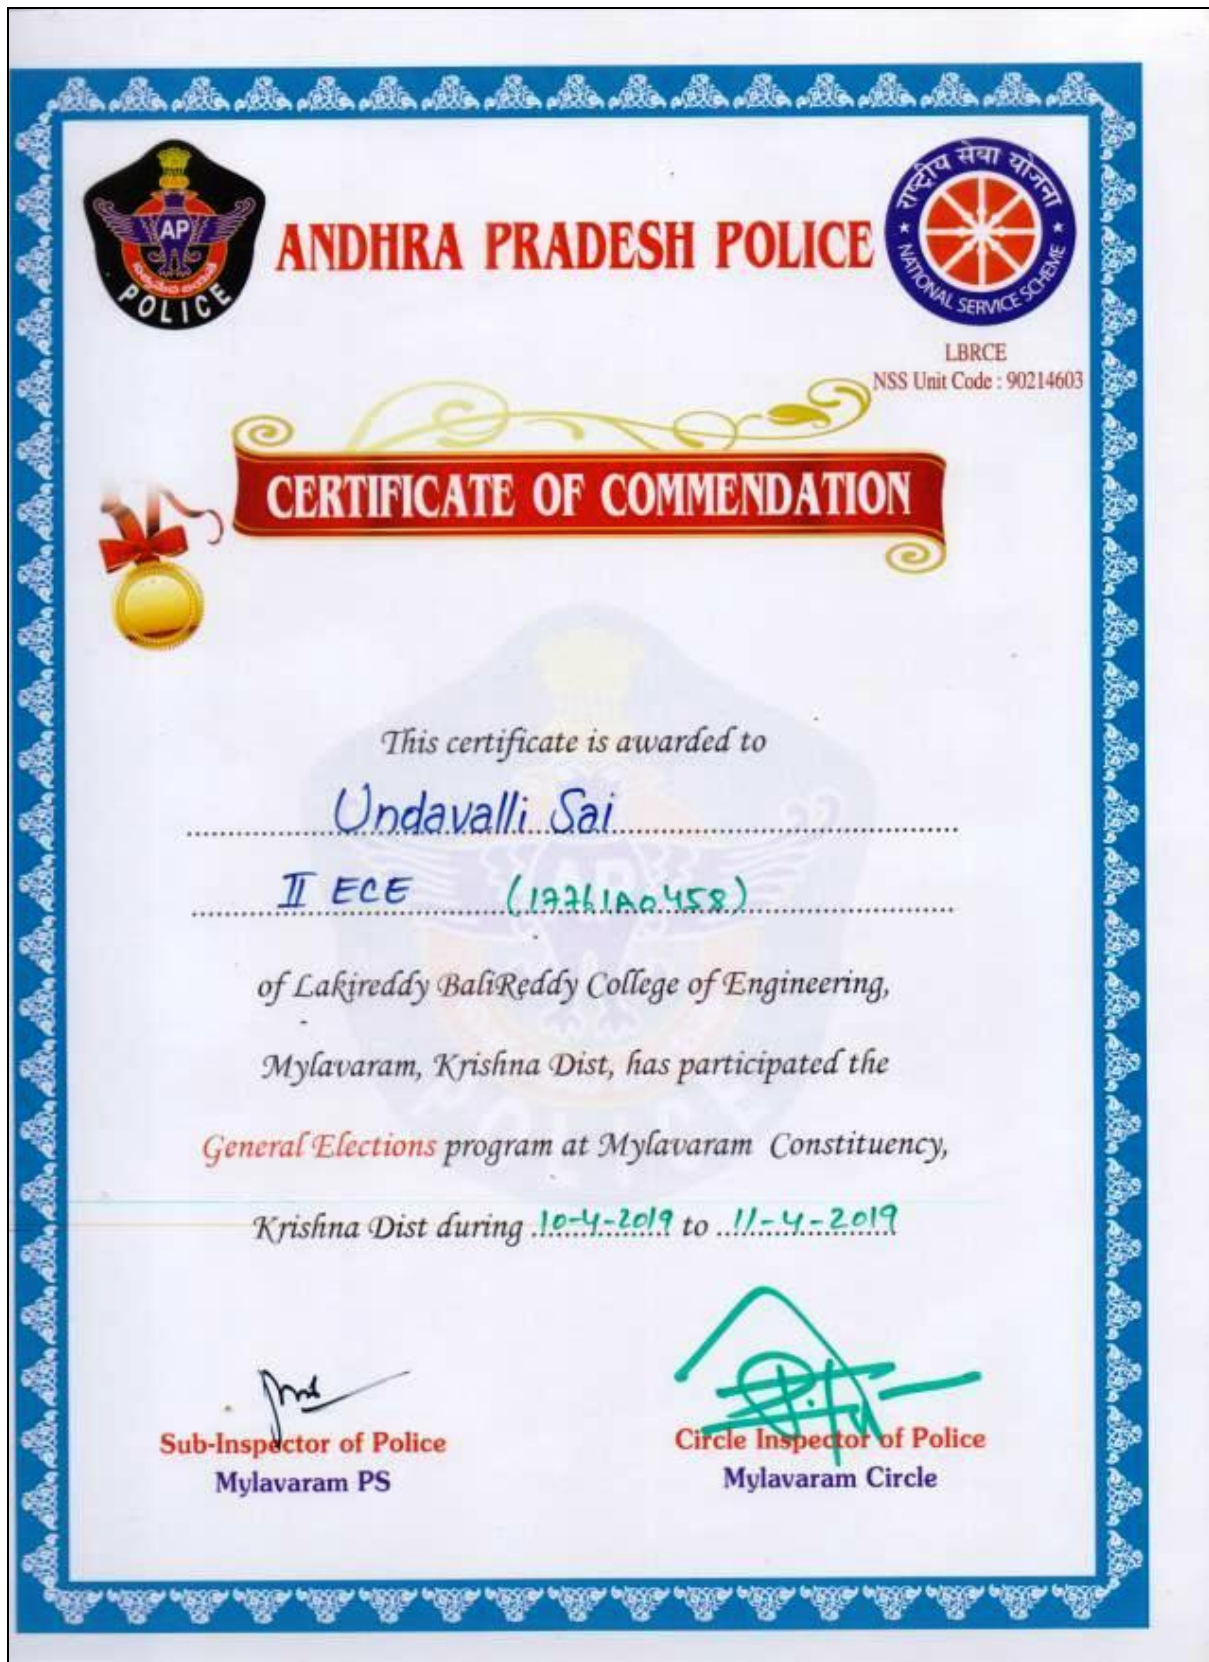 ANDHRA PRADESH POLICE
AP
POLICE
राष्ट्रीय सेवा योजना
NATIONAL SERVICE SCHEME
LBRCE
NSS Unit Code : 90214603
CERTIFICATE OF COMMENDATION
This certificate is awarded to
Undavalli Sai
II ECE (17761A0458)
of Lakireddy BaliReddy College of Engineering,
Mylavaram, Krishna Dist, has participated the
General Elections program at Mylavaram Constituency,
Krishna Dist during 10-4-2019 to 11-4-2019
Sub-Inspector of Police
Mylavaram PS
Circle Inspector of Police
Mylavaram Circle